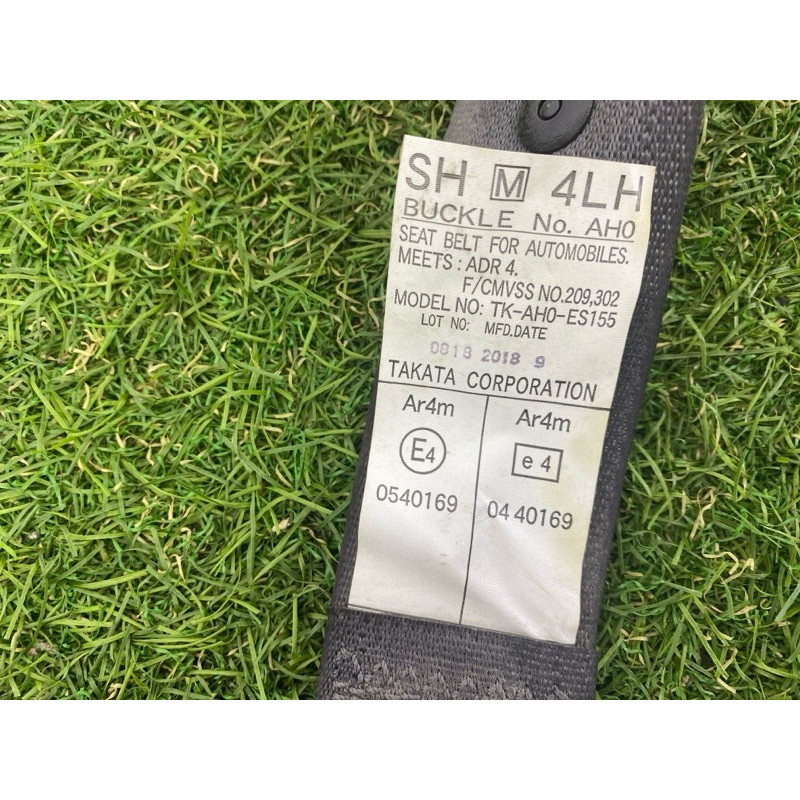 SH M 4LH
BUCKLE No. AH0
SEAT BELT FOR AUTOMOBILES.
MEETS : ADR 4.
F/CMVSS NO.209,302
MODEL NO: TK-AH0-ES155
LOT NO: MFD.DATE
0818 2018 9
TAKATA CORPORATION
Ar4m
E4
0540169
Ar4m
e 4
04 40169